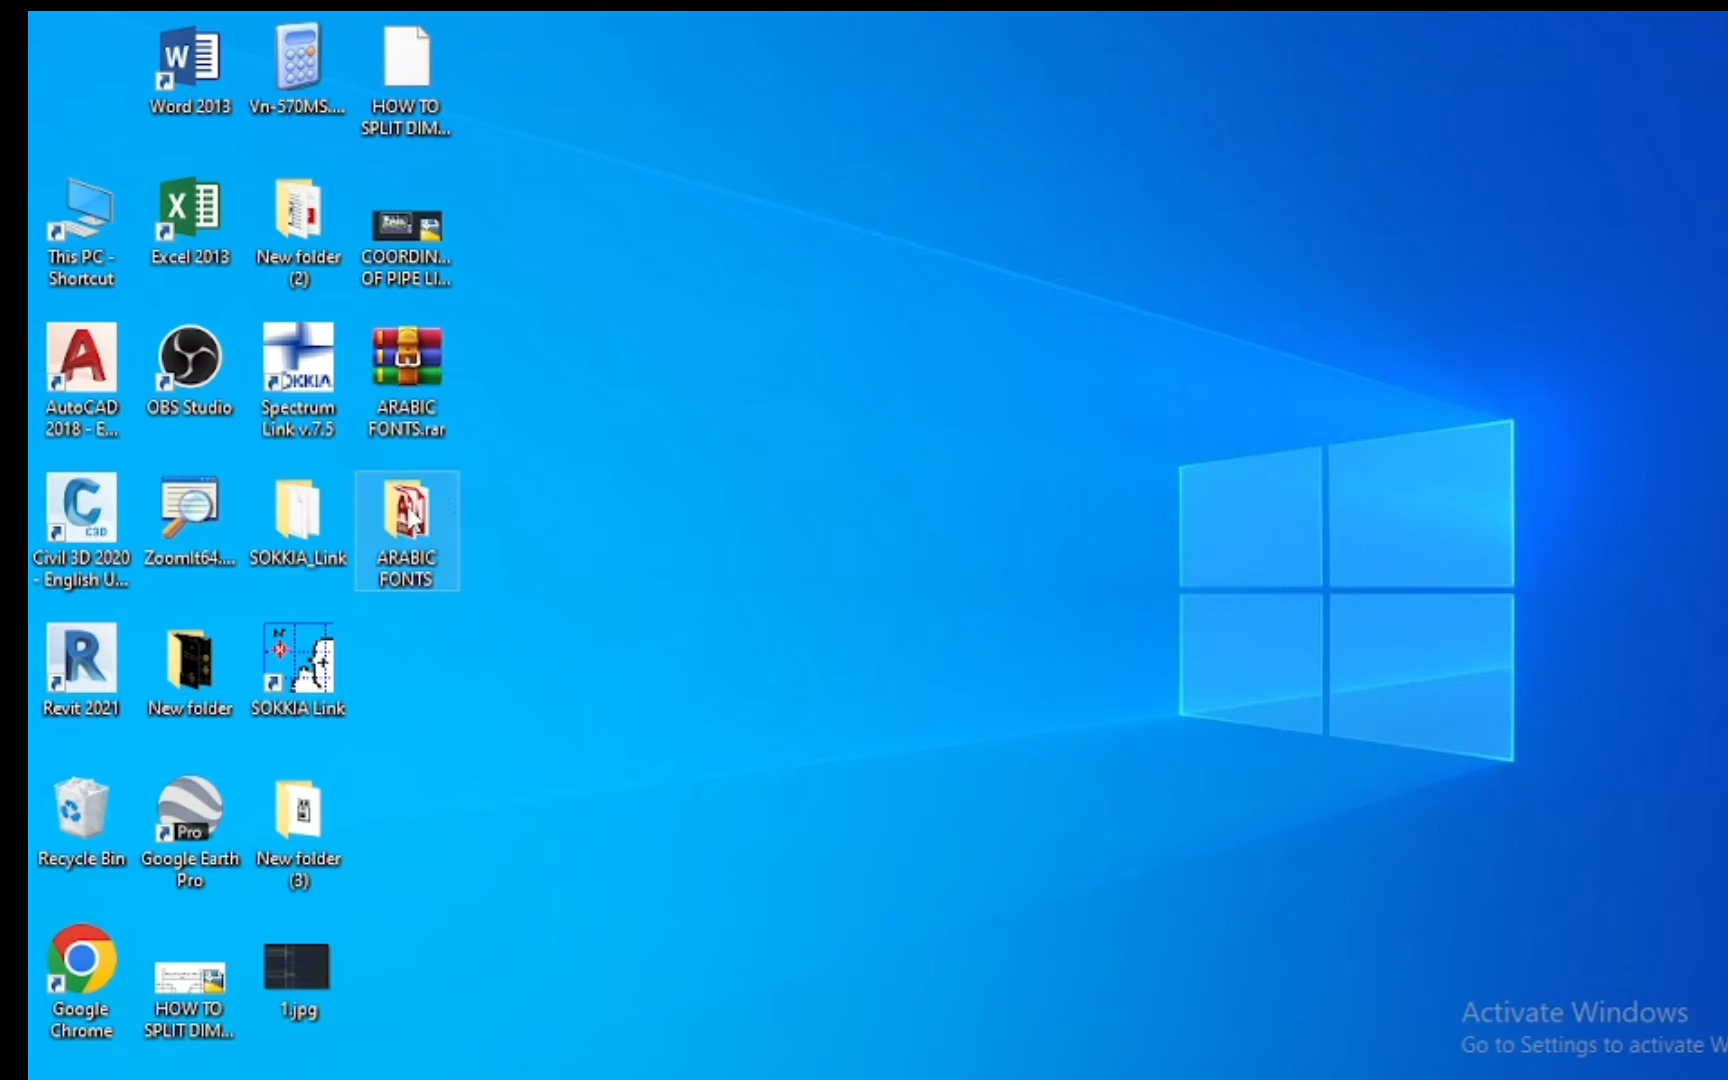 Word 2013
Vn-570MS....
HOW TO
SPLIT DIM...
This PC -
Shortcut
Excel 2013
New folder
(2)
COORDIN...
OF PIPE LI...
AutoCAD
2018 - E...
OBS Studio
OKKIA
Spectrum
Link v.7.5
ARABIC
FONTS.rar
C3D
Civil 3D 2020
- English U...
ZoomIt64....
SOKKIA_Link
ARABIC
FONTS
Revit 2021
New folder
N
SOKKIA Link
Recycle Bin
Pro
Google Earth
Pro
New folder
(3)
Google
Chrome
HOW TO
SPLIT DIM...
1.jpg
Activate Windows
Go to Settings to activate W